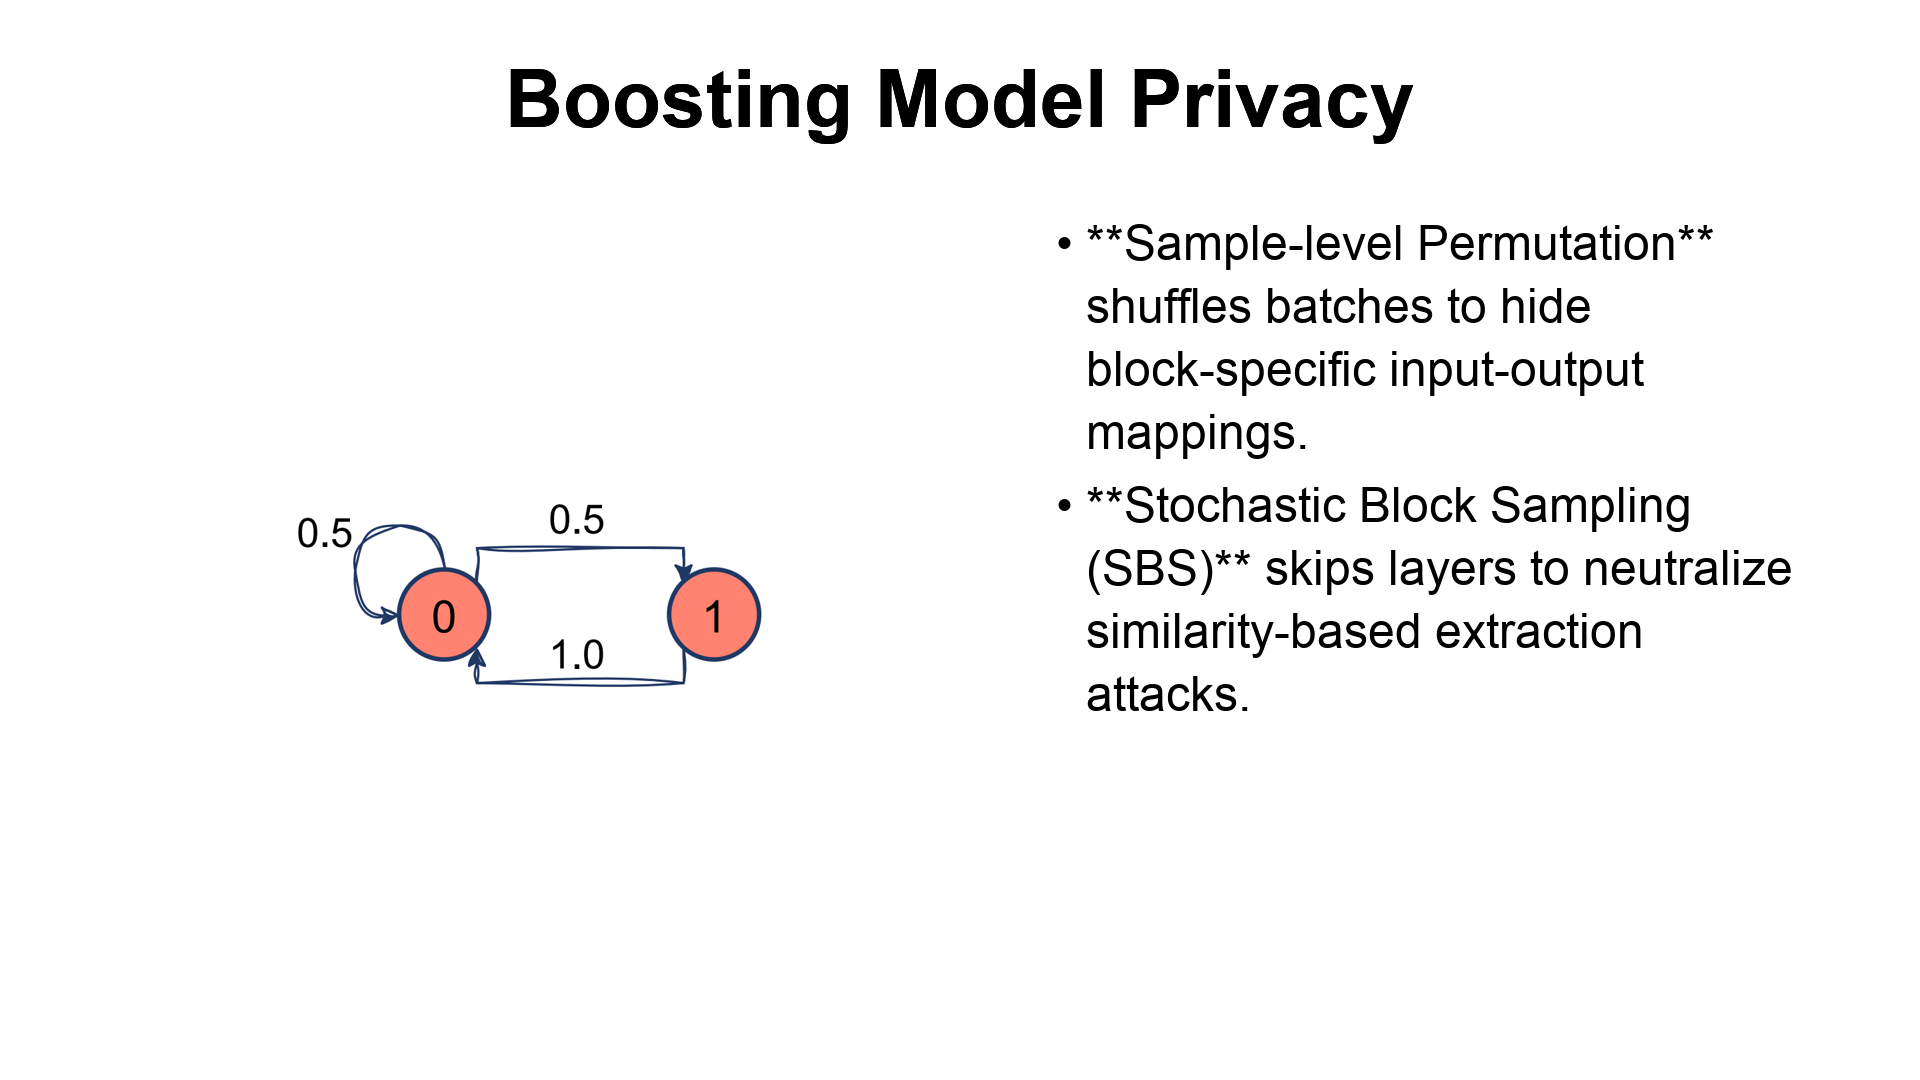 Boosting Model Privacy
• **Sample-level Permutation**
shuffles batches to hide
block-specific input-output
mappings.
• **Stochastic Block Sampling
(SBS)** skips layers to neutralize
similarity-based extraction
attacks.
0.5
0.5
0
1
1.0